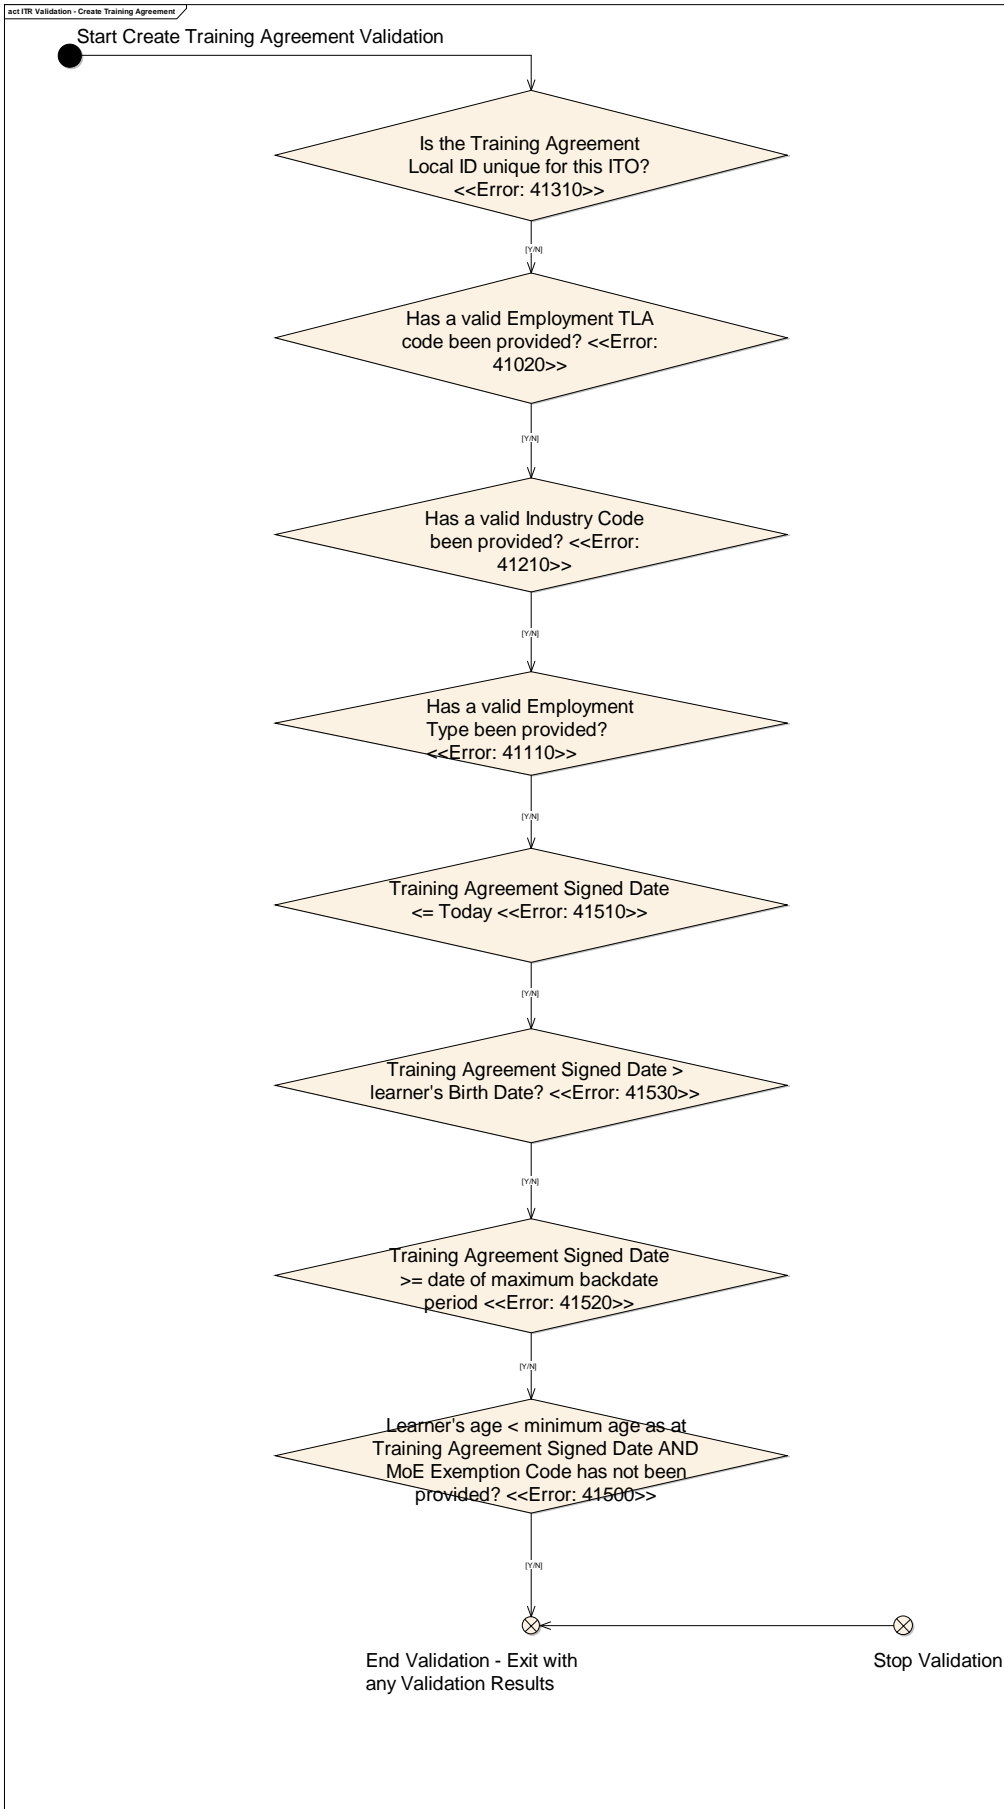 act ITR Validation - Create Training Agreement
Start Create Training Agreement Validation
Is the Training Agreement
Local ID unique for this ITO?
<<Error: 41310>>
[Y/N]
Has a valid Employment TLA
code been provided? <<Error:
41020>>
[Y/N]
Has a valid Industry Code
been provided? <<Error:
41210>>
[Y/N]
Has a valid Employment
Type been provided?
<<Error: 41110>>
[Y/N]
Training Agreement Signed Date
<= Today <<Error: 41510>>
[Y/N]
Training Agreement Signed Date >
learner's Birth Date? <<Error: 41530>>
[Y/N]
Training Agreement Signed Date
>= date of maximum backdate
period <<Error: 41520>>
[Y/N]
Learner's age < minimum age as at
Training Agreement Signed Date AND
MoE Exemption Code has not been
provided? <<Error: 41500>>
[Y/N]
End Validation - Exit with
any Validation Results
Stop Validation